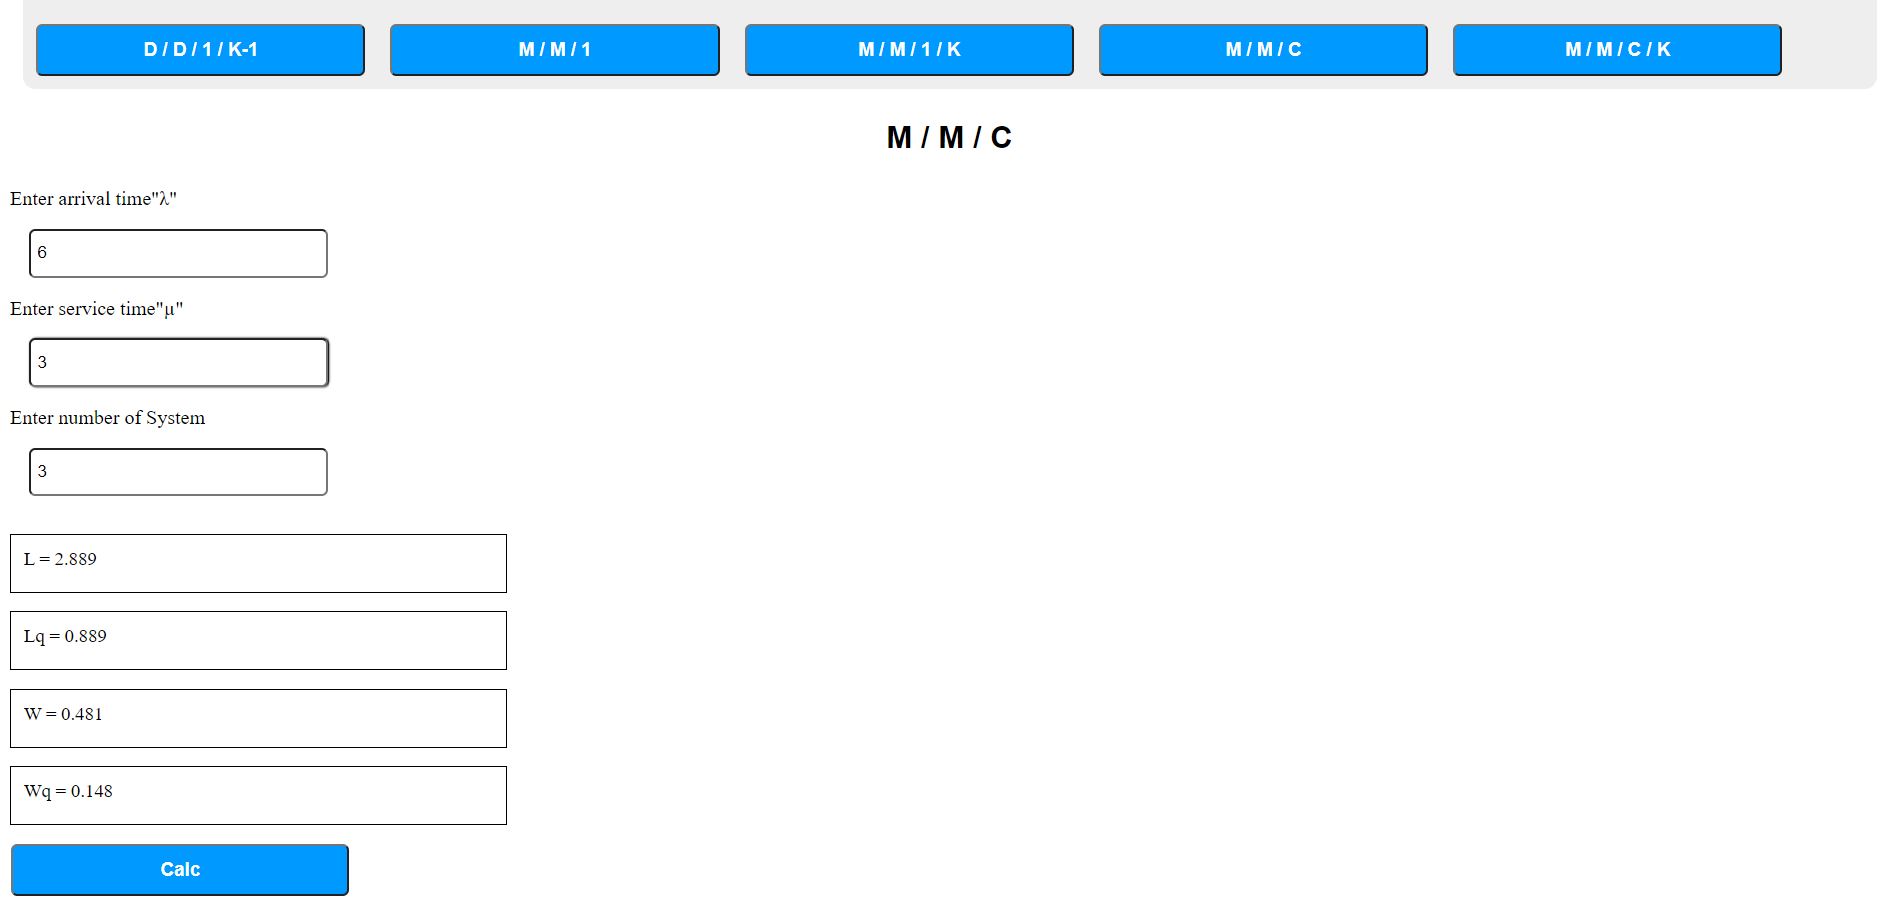 D / D / 1 / K-1 M / M / 1 M / M / 1 / K M / M / C M / M / C / K
M / M / C
Enter arrival time"λ"
6
Enter service time"µ"
3
Enter number of System
3
L = 2.889
Lq = 0.889
W = 0.481
Wq = 0.148
Calc